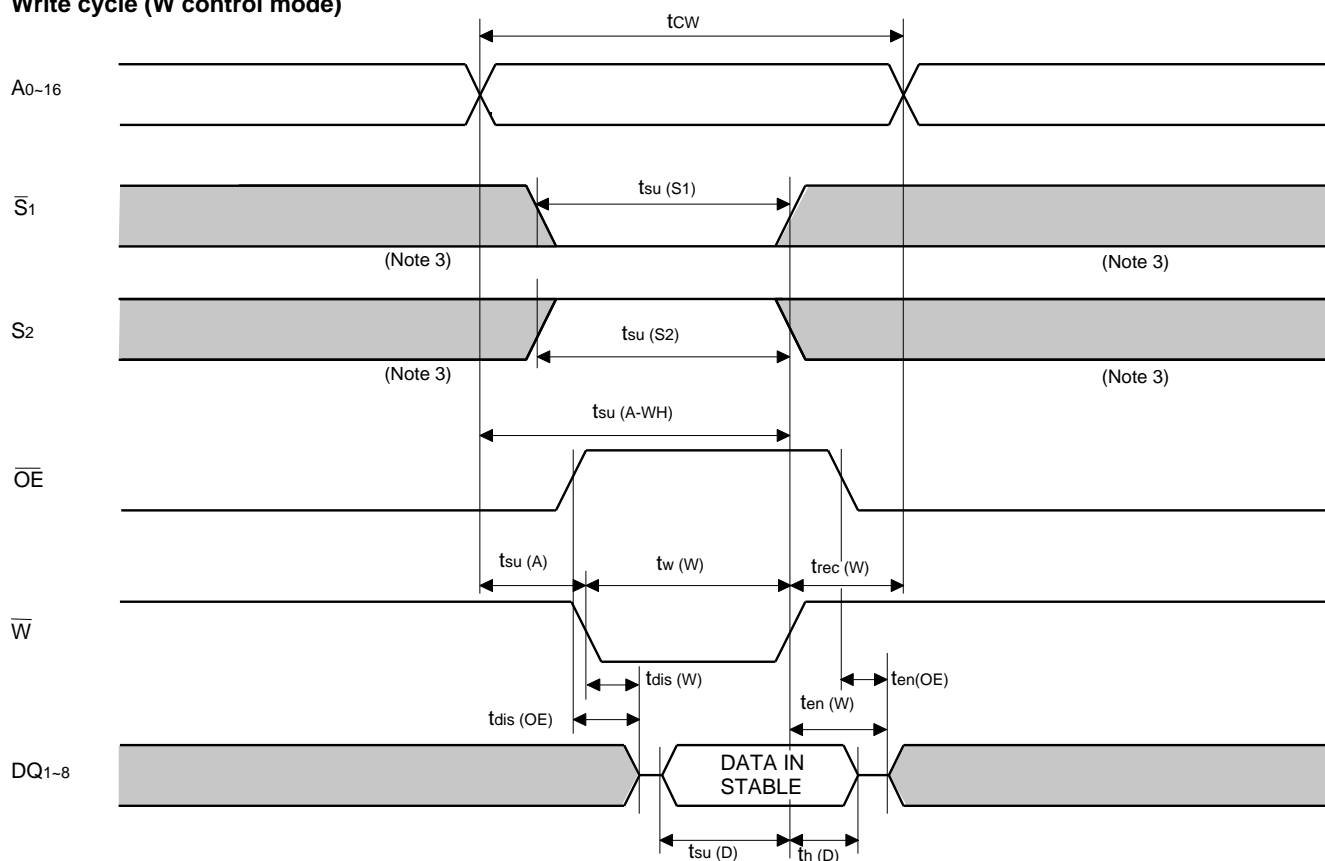 Write cycle (W control mode)
tCW
A0~16
S1
tsu (S1)
(Note 3)
(Note 3)
S2
tsu (S2)
(Note 3)
(Note 3)
tsu (A-WH)
OE
tsu (A)
tw (W)
trec (W)
W
tdis (W)
ten(OE)
tdis (OE)
ten (W)
DQ1~8
DATA IN
STABLE
tsu (D)
th (D)